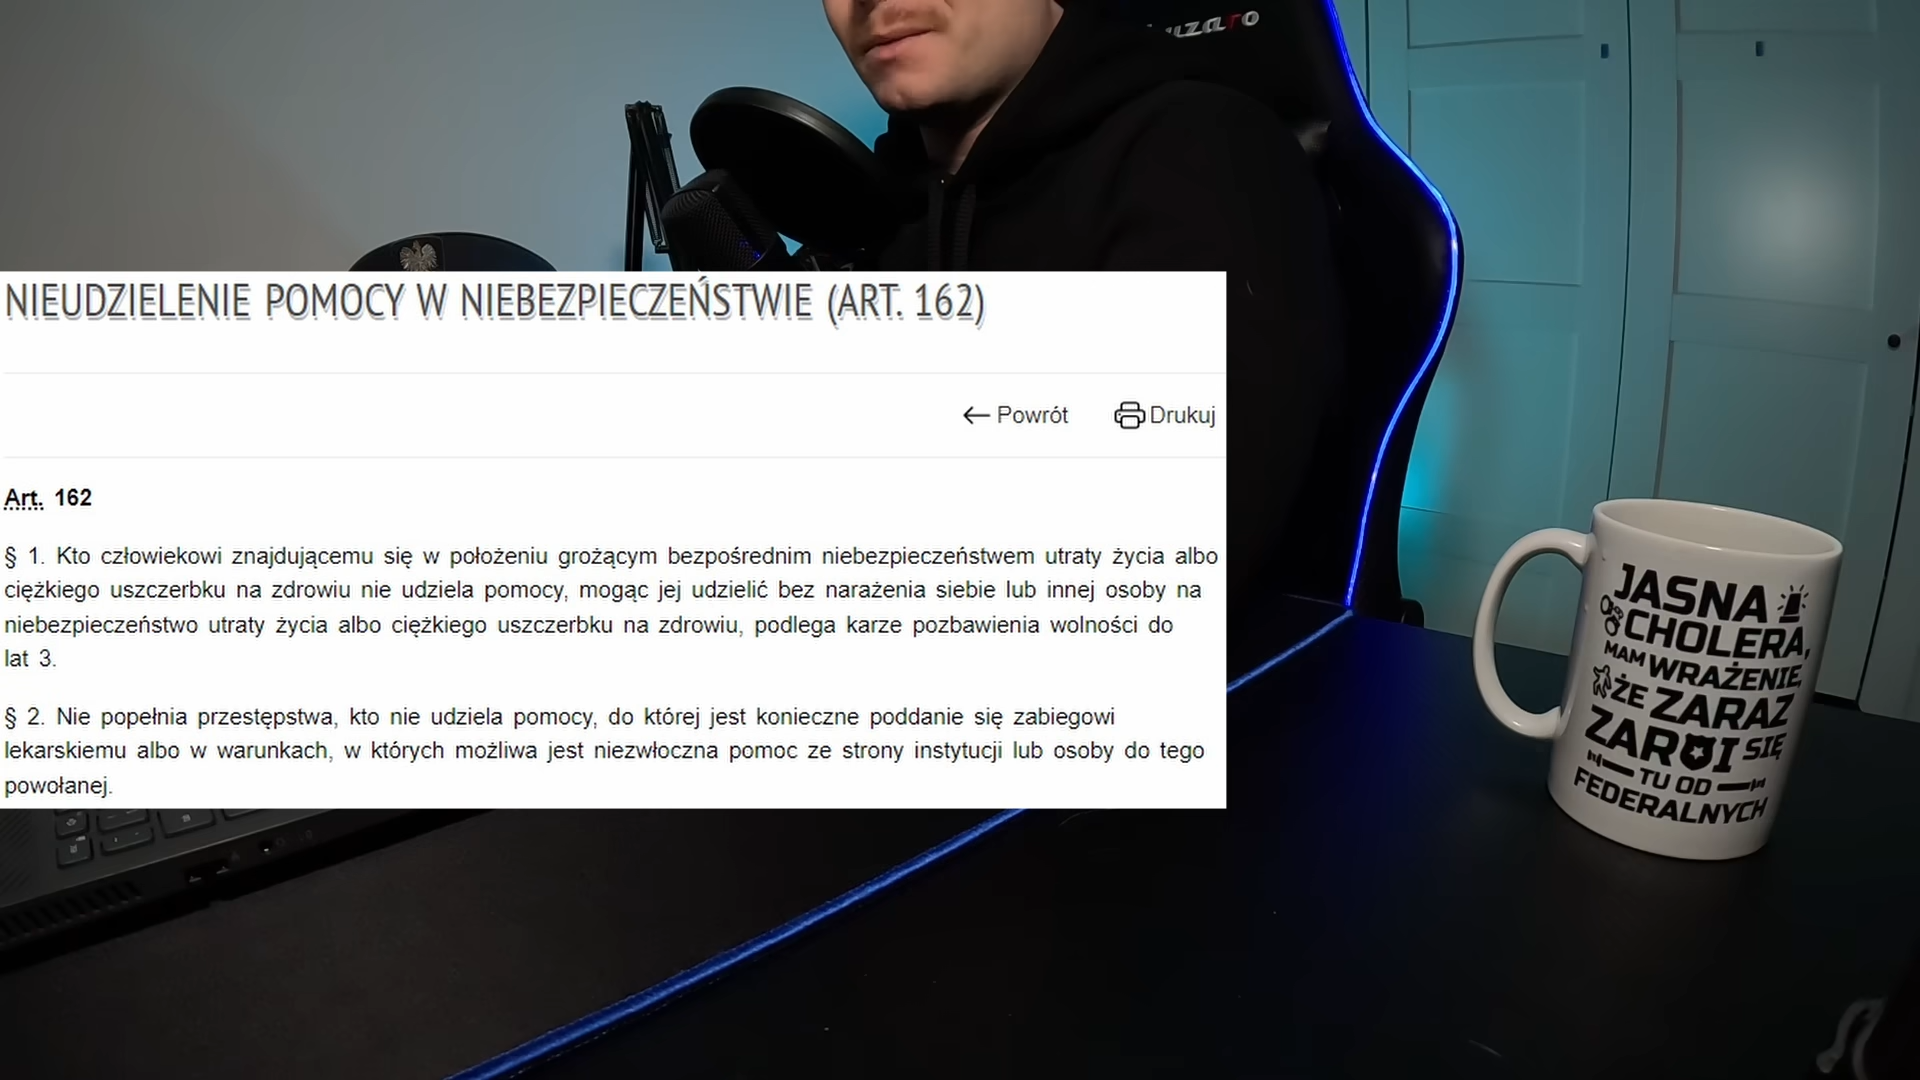 NIEUDZIELENIE POMOCY W NIEBEZPIECZEŃSTWIE (ART. 162)
Powrót Drukuj
Art. 162
§ 1. Kto człowiekowi znajdującemu się w położeniu grożącym bezpośrednim niebezpieczeństwem utraty życia albo
ciężkiego uszczerbku na zdrowiu nie udziela pomocy, mogąc jej udzielić bez narażenia siebie lub innej osoby na
niebezpieczeństwo utraty życia albo ciężkiego uszczerbku na zdrowiu, podlega karze pozbawienia wolności do
lat 3.
§ 2. Nie popełnia przestępstwa, kto nie udziela pomocy, do której jest konieczne poddanie się zabiegowi
lekarskiemu albo w warunkach, w których możliwa jest niezwłoczna pomoc ze strony instytucji lub osoby do tego
powołanej.
JASNA
CHOLERA,
MAM WRAŻENIE,
ŻE ZARAZ
ZAROI SIĘ
TU OD
FEDERALNYCH